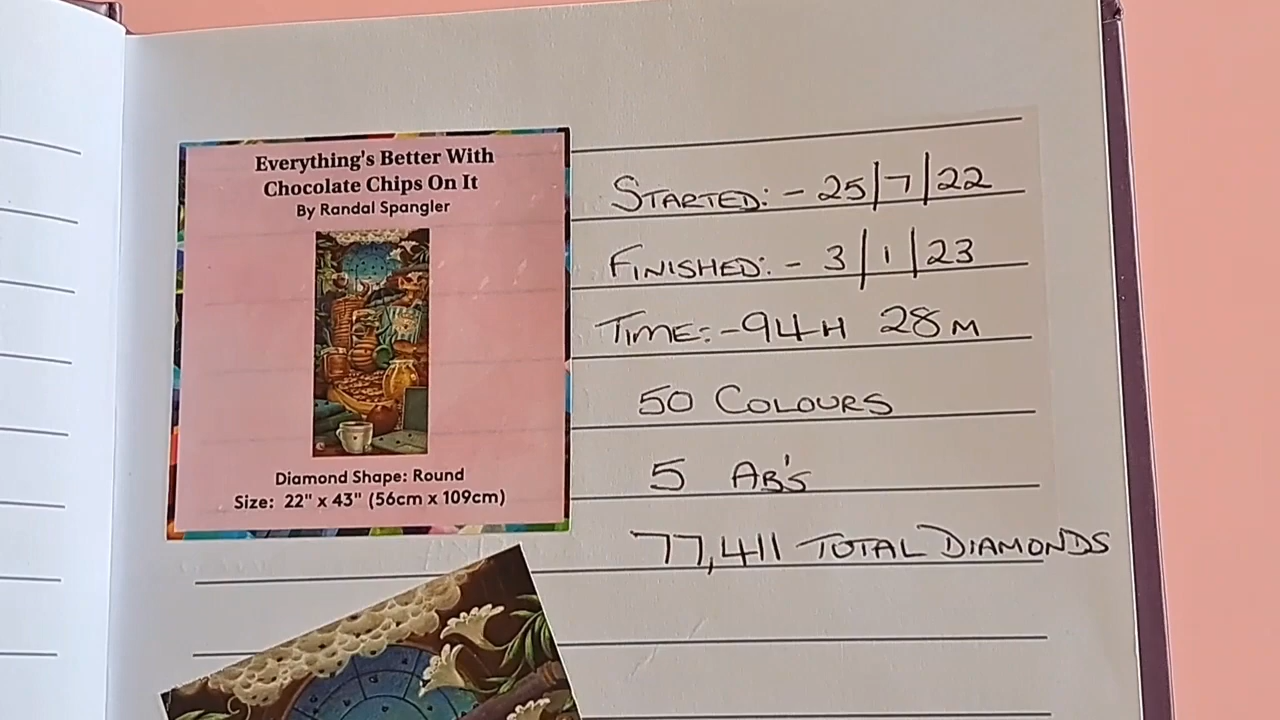 Everything's Better With
Chocolate Chips On It
By Randal Spangler
Diamond Shape: Round
Size: 22" x 43" (56cm x 109cm)
STARTED: - 25/7/22
FINISHED: - 3/1/23
TIME: - 94H 28M
50 COLOURS
5 AB'S
77,411 TOTAL DIAMONDS